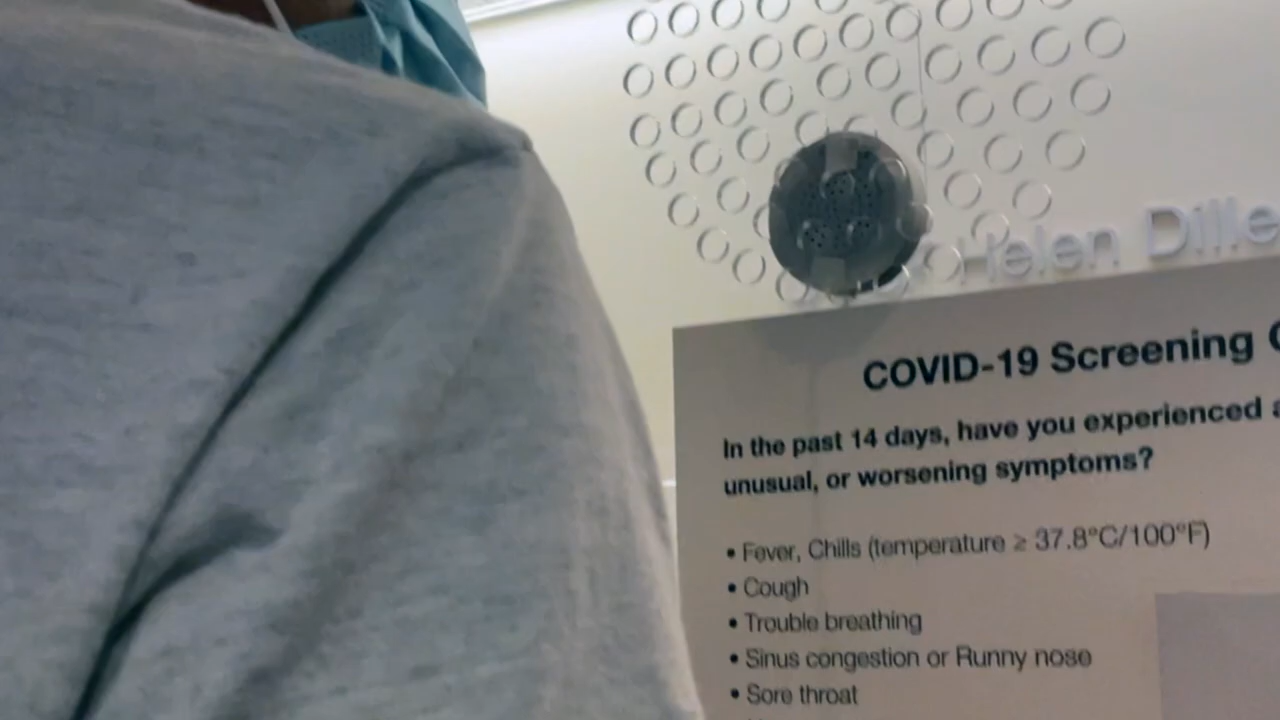 Helen Dille
COVID-19 Screening
In the past 14 days, have you experienced
unusual, or worsening symptoms?
• Fever, Chills (temperature ≥ 37.8°C/100°F)
• Cough
• Trouble breathing
• Sinus congestion or Runny nose
• Sore throat